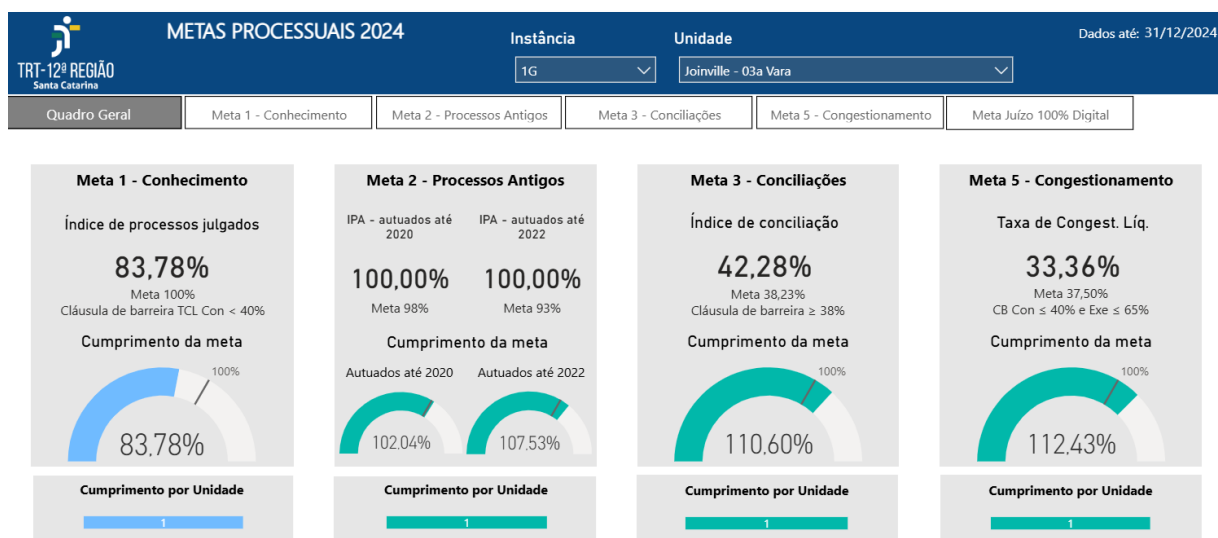 METAS PROCESSUAIS 2024
Instância
Unidade
Dados até: 31/12/2024
TRT-12ª REGIÃO
Santa Catarina
1G
Joinville - 03a Vara
Quadro Geral
Meta 1 - Conhecimento
Meta 2 - Processos Antigos
Meta 3 - Conciliações
Meta 5 - Congestionamento
Meta Juízo 100% Digital
Meta 1 - Conhecimento
Índice de processos julgados
83,78%
Meta 100%
Cláusula de barreira TCL Con < 40%
Cumprimento da meta
100%
83,78%
Cumprimento por Unidade
1
Meta 2 - Processos Antigos
IPA - autuados até
2020
IPA - autuados até
2022
100,00%
100,00%
Meta 98%
Meta 93%
Cumprimento da meta
Autuados até 2020
Autuados até 2022
102,04%
107,53%
Cumprimento por Unidade
1
Meta 3 - Conciliações
Índice de conciliação
42,28%
Meta 38,23%
Cláusula de barreira ≥ 38%
Cumprimento da meta
100%
110,60%
Cumprimento por Unidade
1
Meta 5 - Congestionamento
Taxa de Congest. Líq.
33,36%
Meta 37,50%
CB Con ≤ 40% e Exe ≤ 65%
Cumprimento da meta
100%
112,43%
Cumprimento por Unidade
1